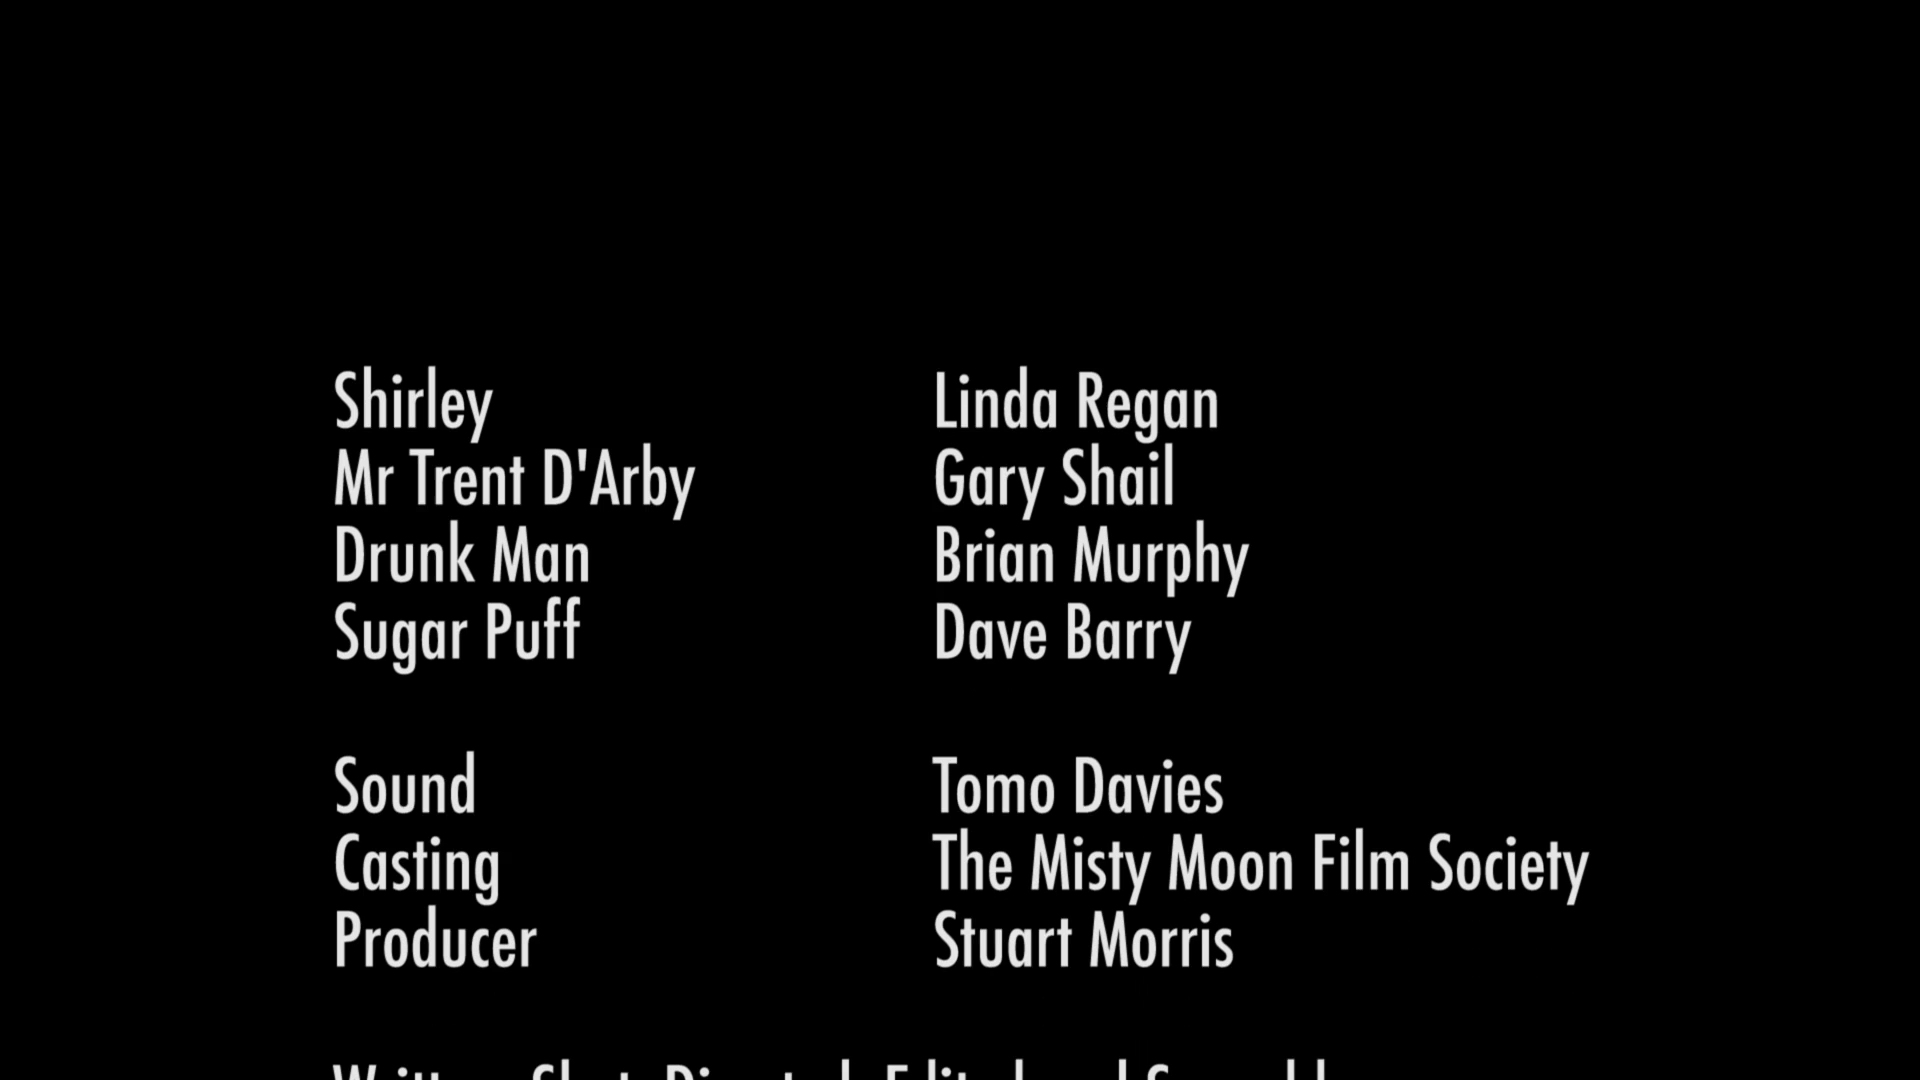 Shirley Linda Regan
Mr Trent D'Arby Gary Shail
Drunk Man Brian Murphy
Sugar Puff Dave Barry
Sound Tomo Davies
Casting The Misty Moon Film Society
Producer Stuart Morris